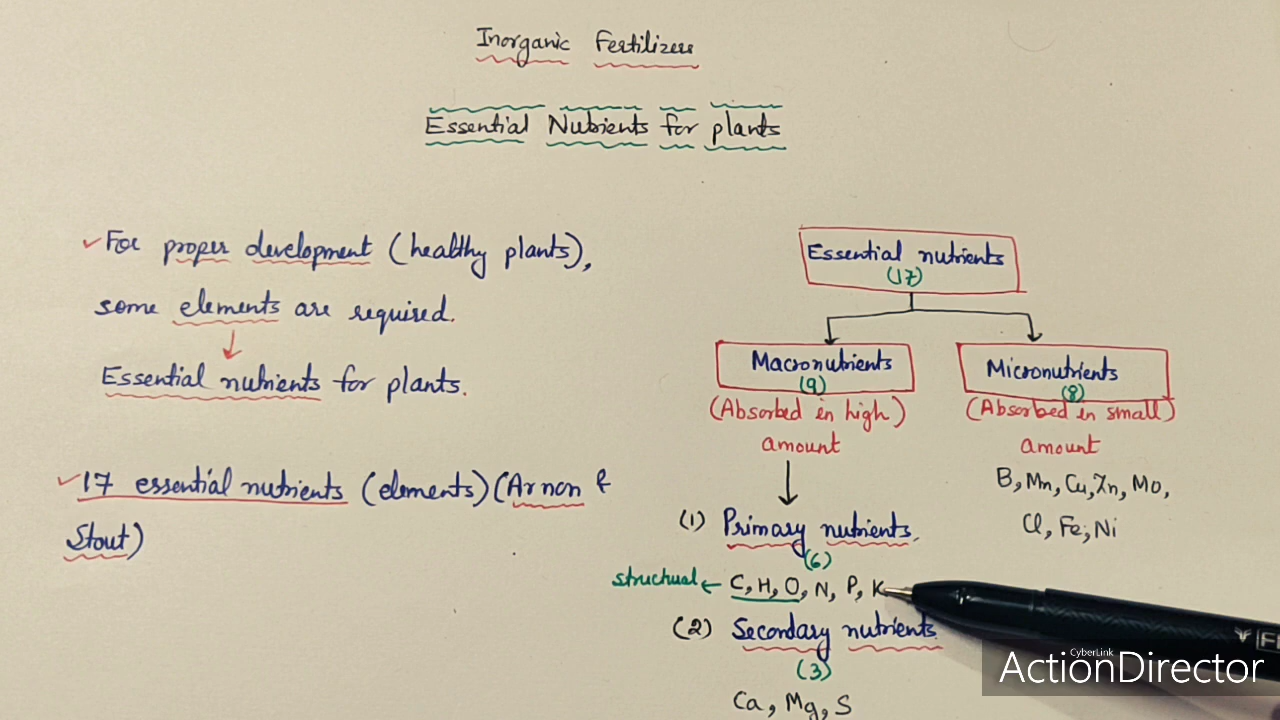 Inorganic Fertilizers
Essential Nutrients for plants
✓For proper development (healthy plants),
some elements are required.
↓
Essential nutrients for plants.
✓17 essential nutrients (elements) (Arnon &
Stout)
Essential nutrients
(17)
Macronutrients
(9)
(Absorbed in high)
amount
(1) Primary nutrients.
(6)
structual ← C, H, O, N, P, K
(2) Secondary nutrients.
(3)
Ca, Mg, S
Micronutrients
(8)
(Absorbed in small)
amount
B, Mn, Cu, Zn, Mo,
Cl, Fe, Ni
CyberLink
ActionDirector